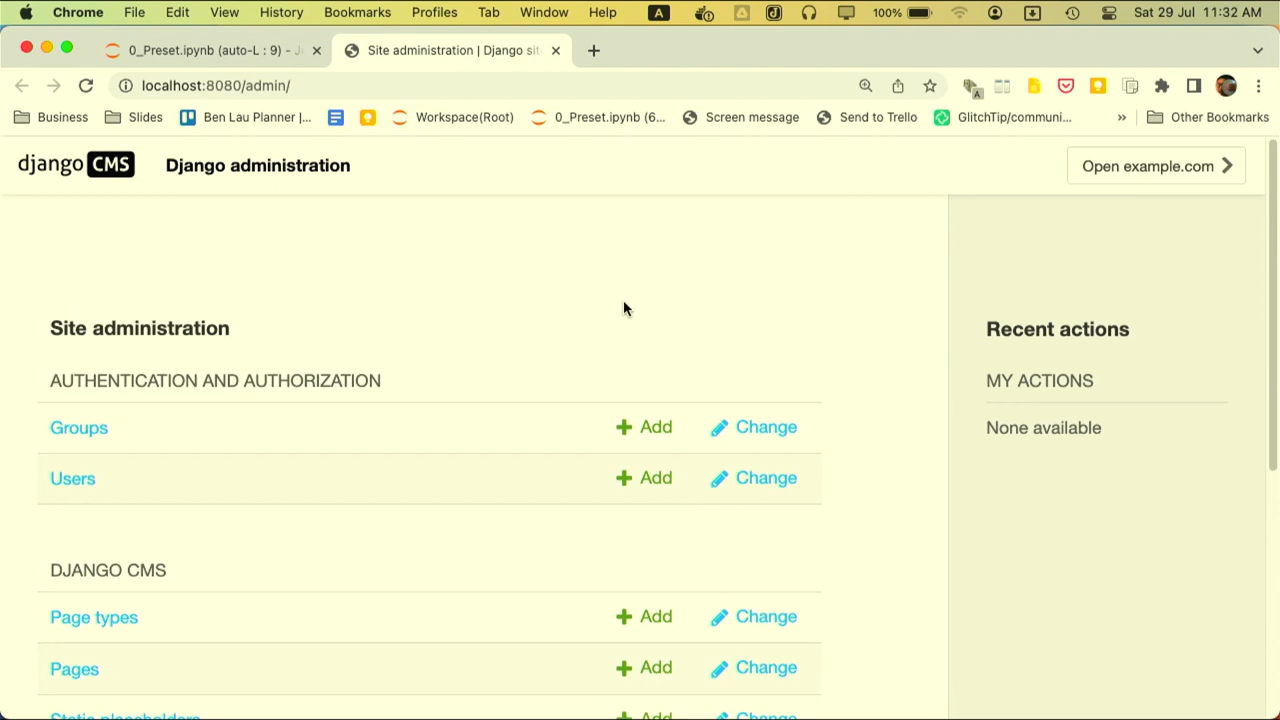 Chrome File Edit View History Bookmarks Profiles Tab Window Help A 100% Sat 29 Jul 11:32 AM
0_Preset.ipynb (auto-L : 9) - J Site administration | Django sit
localhost:8080/admin/
Business Slides Ben Lau Planner |... Workspace(Root) 0_Preset.ipynb (6... Screen message Send to Trello GlitchTip/communi... » Other Bookmarks
django CMS Django administration Open example.com
Site administration
Recent actions
AUTHENTICATION AND AUTHORIZATION
MY ACTIONS
Groups Add Change
None available
Users Add Change
DJANGO CMS
Page types Add Change
Pages Add Change
Static placeholders Add Change